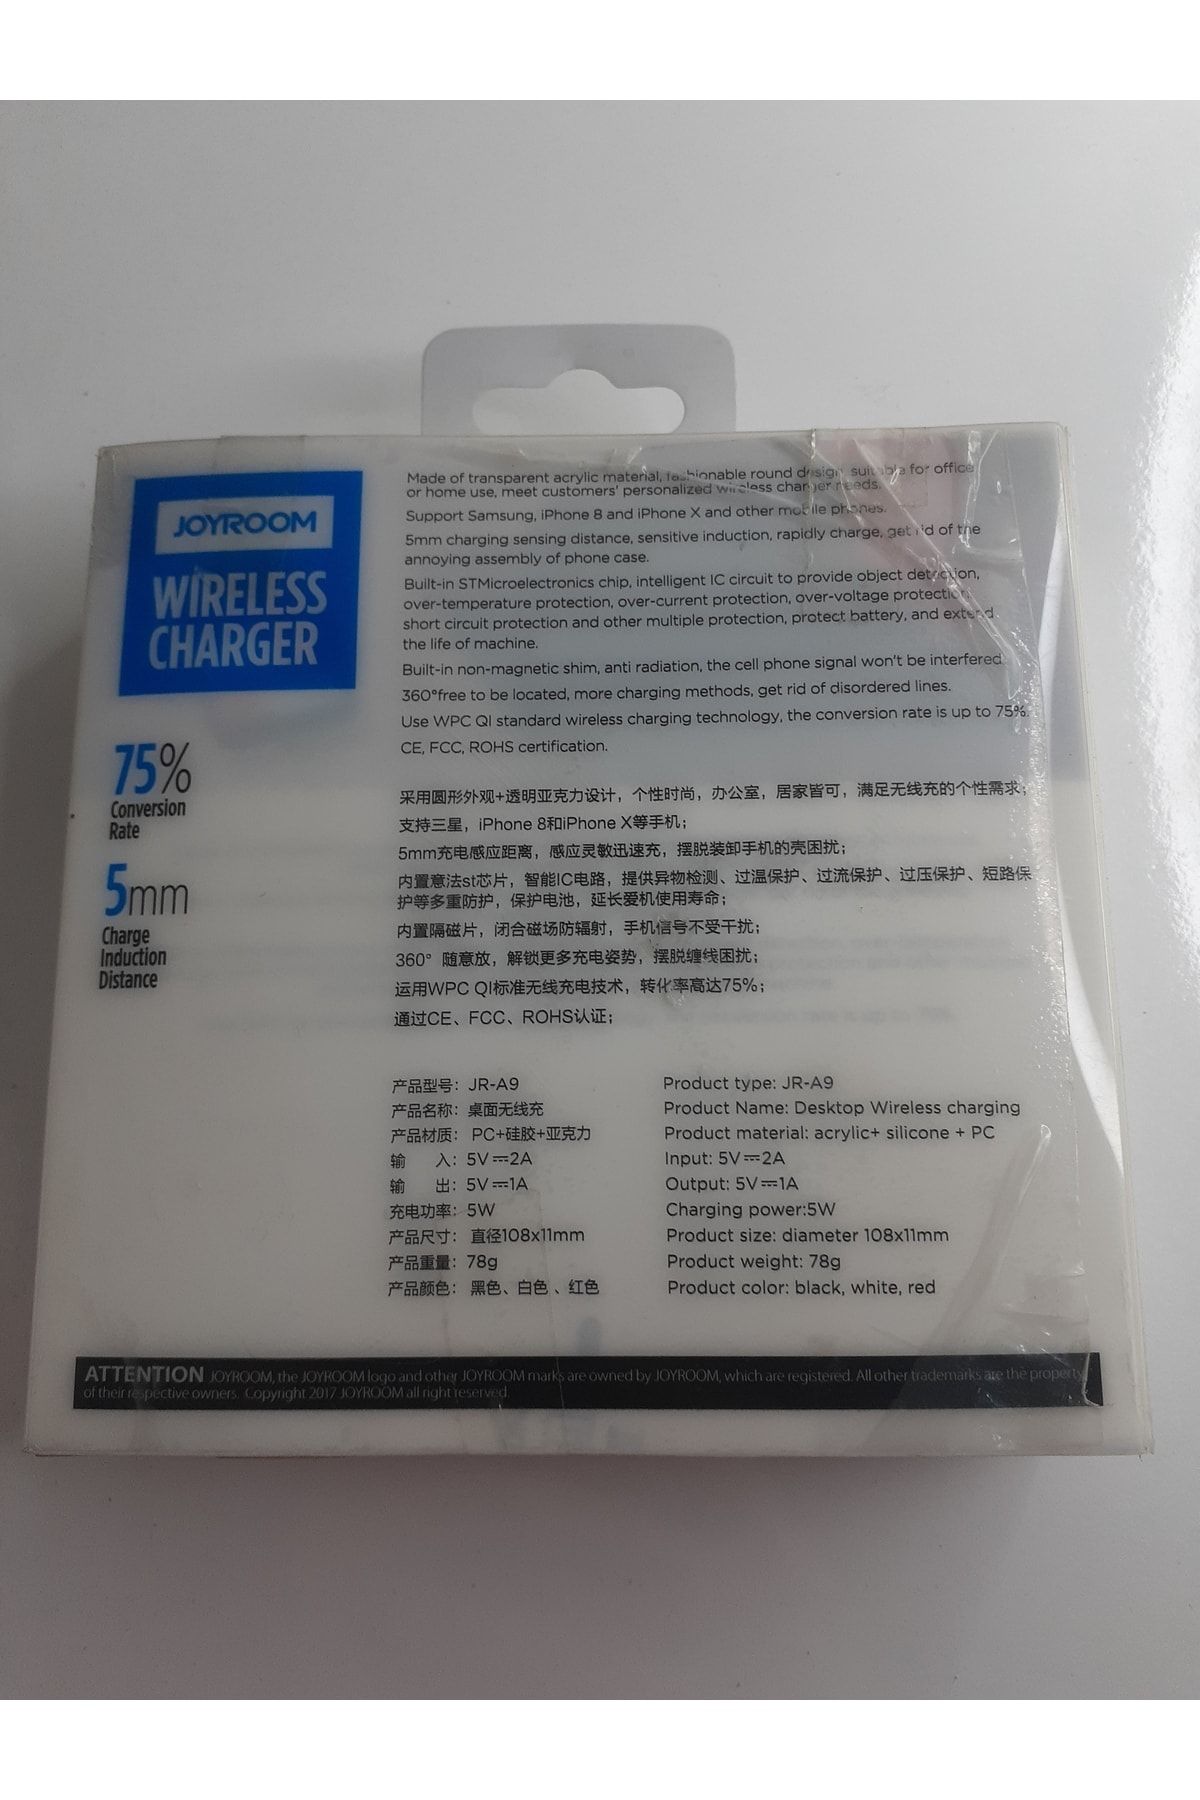 JOYROOM
WIRELESS
CHARGER
75%
Conversion
Rate
5mm
Charge
Induction
Distance
Made of transparent acrylic material, fashionable round design, suitable for office
or home use, meet customers' personalized wireless charger needs.
Support Samsung, iPhone 8 and iPhone X and other mobile phones.
5mm charging sensing distance, sensitive induction, rapidly charge, get rid of the
annoying assembly of phone case.
Built-in STMicroelectronics chip, intelligent IC circuit to provide object detection,
over-temperature protection, over-current protection, over-voltage protection,
short circuit protection and other multiple protection, protect battery, and extend
the life of machine.
Built-in non-magnetic shim, anti radiation, the cell phone signal won't be interfered.
360°free to be located, more charging methods, get rid of disordered lines.
Use WPC QI standard wireless charging technology, the conversion rate is up to 75%.
CE, FCC, ROHS certification.
采用圆形外观+透明亚克力设计，个性时尚，办公室，居家皆可，满足无线充的个性需求；
支持三星，iPhone 8和iPhone X等手机；
5mm充电感应距离，感应灵敏迅速充，摆脱装卸手机的壳困扰；
内置意法st芯片，智能IC电路，提供异物检测、过温保护、过流保护、过压保护、短路保
护等多重防护，保护电池，延长爱机使用寿命；
内置隔磁片，闭合磁场防辐射，手机信号不受干扰；
360° 随意放，解锁更多充电姿势，摆脱缠线困扰；
运用WPC QI标准无线充电技术，转化率高达75%；
通过CE、FCC、ROHS认证；
产品型号：JR-A9
产品名称：桌面无线充
产品材质： PC+硅胶+亚克力
输 入：5V⎓2A
输 出：5V⎓1A
充电功率：5W
产品尺寸： 直径108x11mm
产品重量：78g
产品颜色： 黑色、白色 、红色
Product type: JR-A9
Product Name: Desktop Wireless charging
Product material: acrylic+ silicone + PC
Input: 5V⎓2A
Output: 5V⎓1A
Charging power:5W
Product size: diameter 108x11mm
Product weight: 78g
Product color: black, white, red
ATTENTION JOYROOM, the JOYROOM logo and other JOYROOM marks are owned by JOYROOM, which are registered. All other trademarks are the property
of their respective owners. Copyright 2017 JOYROOM all right reserved.